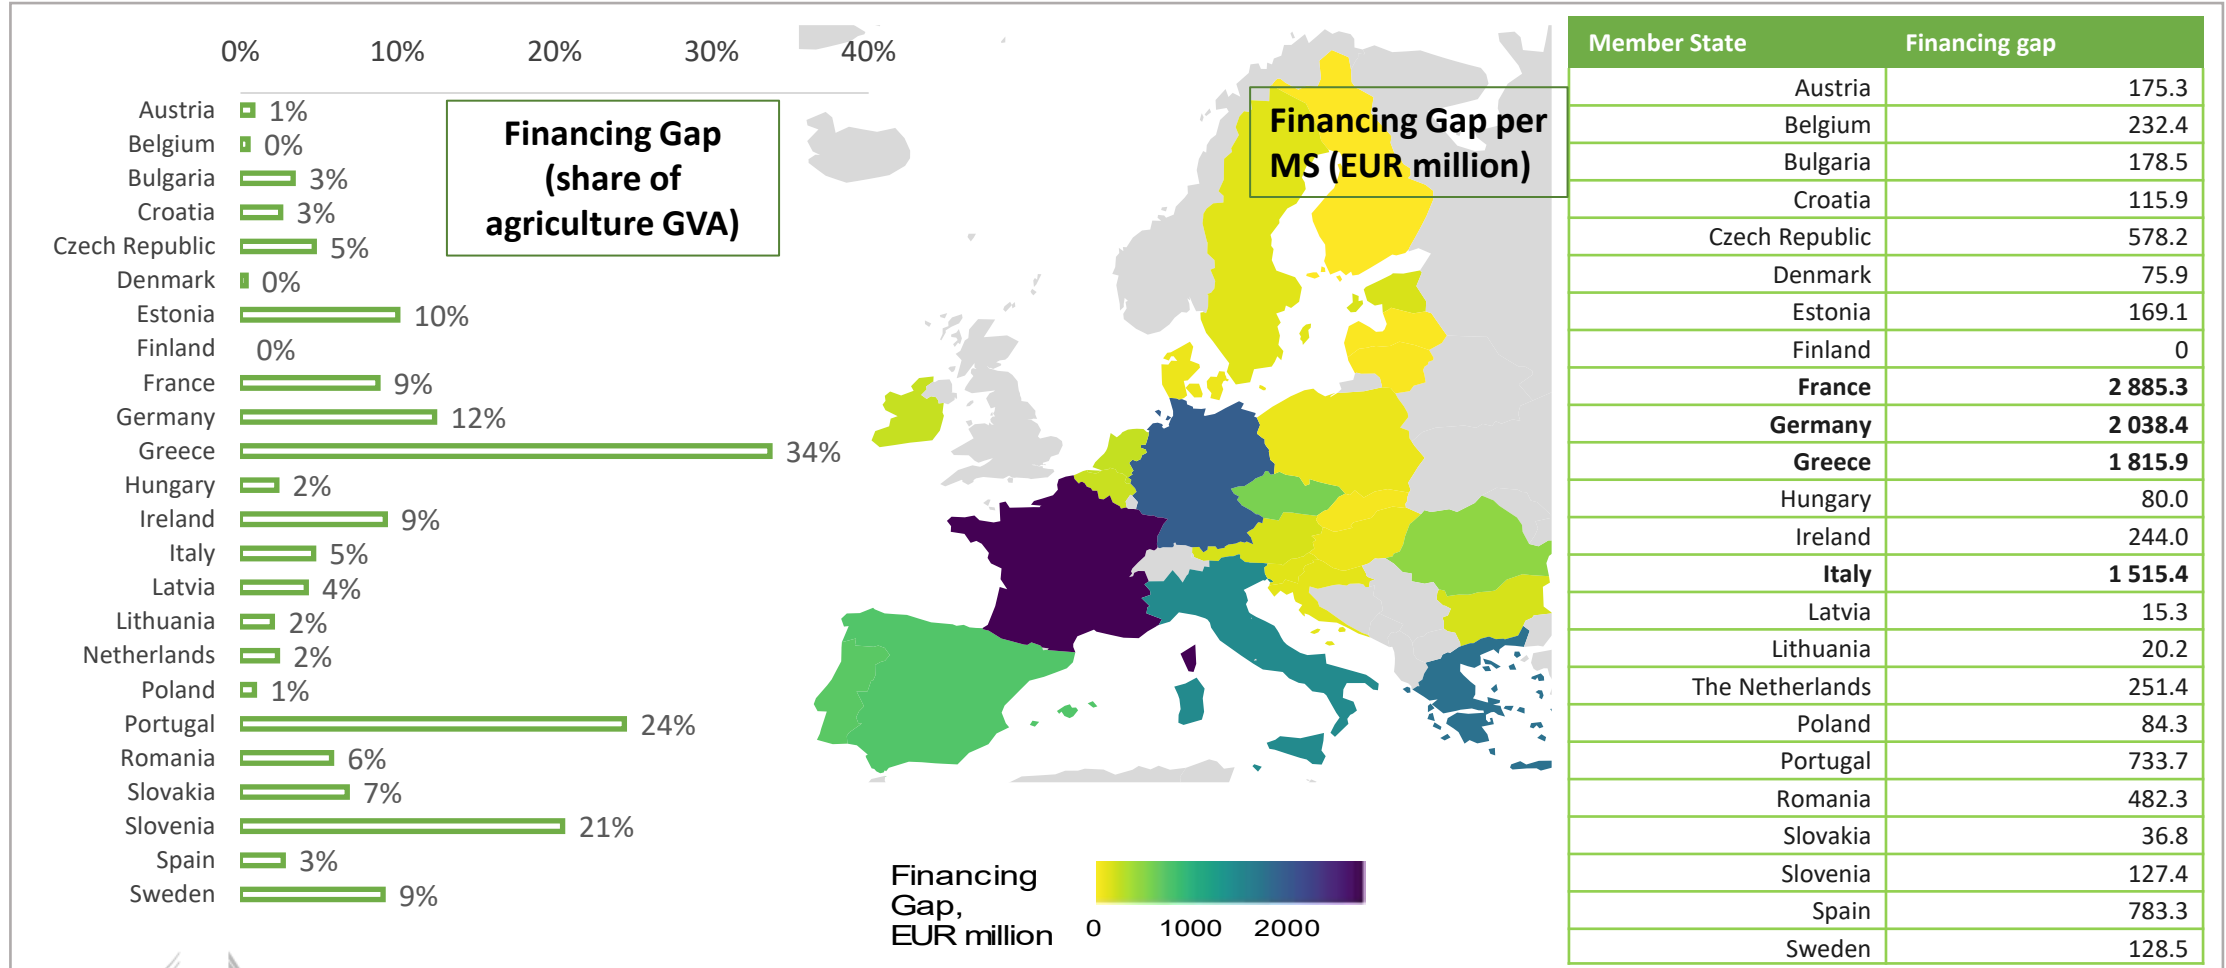 0% 10% 20% 30% 40%
Financing Gap
(share of
agriculture GVA)
Austria 1%
Belgium 0%
Bulgaria 3%
Croatia 3%
Czech Republic 5%
Denmark 0%
Estonia 10%
Finland 0%
France 9%
Germany 12%
Greece 34%
Hungary 2%
Ireland 9%
Italy 5%
Latvia 4%
Lithuania 2%
Netherlands 2%
Poland 1%
Portugal 24%
Romania 6%
Slovakia 7%
Slovenia 21%
Spain 3%
Sweden 9%
Financing Gap per
MS (EUR million)
Financing
Gap,
EUR million
0 1000 2000
Member State Financing gap
Austria 175.3
Belgium 232.4
Bulgaria 178.5
Croatia 115.9
Czech Republic 578.2
Denmark 75.9
Estonia 169.1
Finland 0
France 2 885.3
Germany 2 038.4
Greece 1 815.9
Hungary 80.0
Ireland 244.0
Italy 1 515.4
Latvia 15.3
Lithuania 20.2
The Netherlands 251.4
Poland 84.3
Portugal 733.7
Romania 482.3
Slovakia 36.8
Slovenia 127.4
Spain 783.3
Sweden 128.5